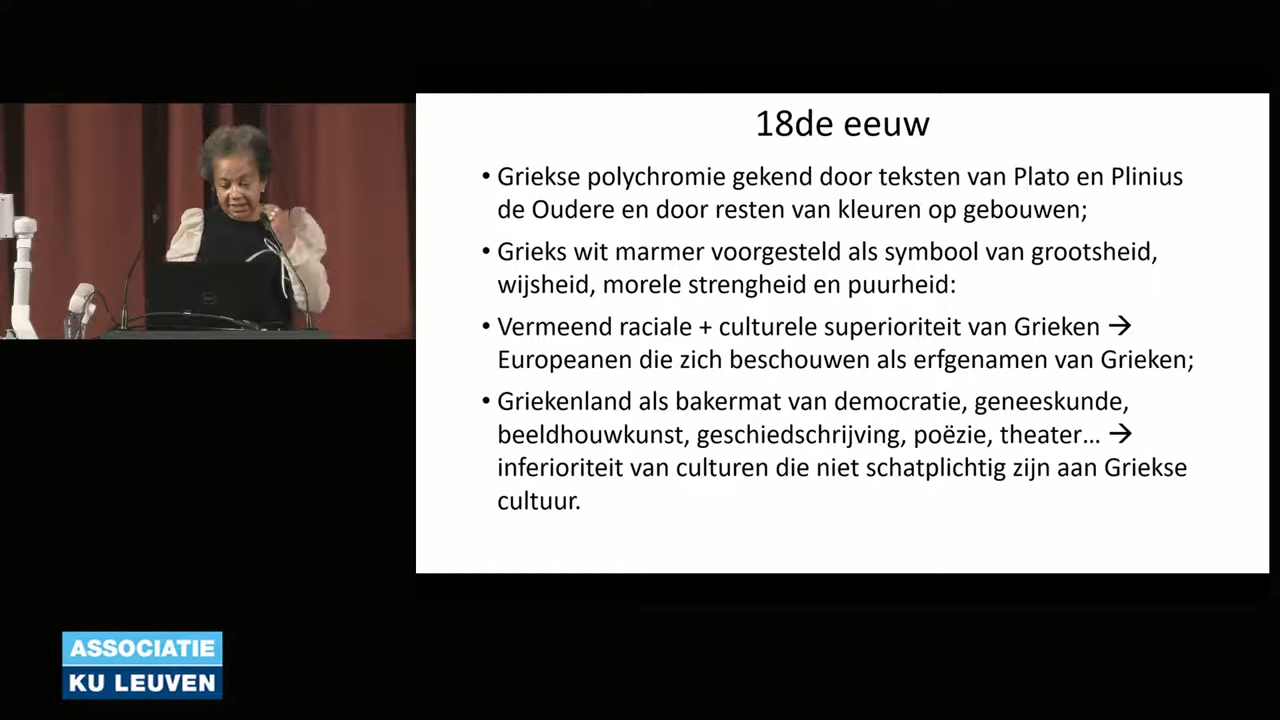 18de eeuw
• Griekse polychromie gekend door teksten van Plato en Plinius
de Oudere en door resten van kleuren op gebouwen;
• Grieks wit marmer voorgesteld als symbool van grootsheid,
wijsheid, morele strengheid en puurheid:
• Vermeend raciale + culturele superioriteit van Grieken →
Europeanen die zich beschouwen als erfgenamen van Grieken;
• Griekenland als bakermat van democratie, geneeskunde,
beeldhouwkunst, geschiedschrijving, poëzie, theater… →
inferioriteit van culturen die niet schatplichtig zijn aan Griekse
cultuur.
ASSOCIATIE
KU LEUVEN